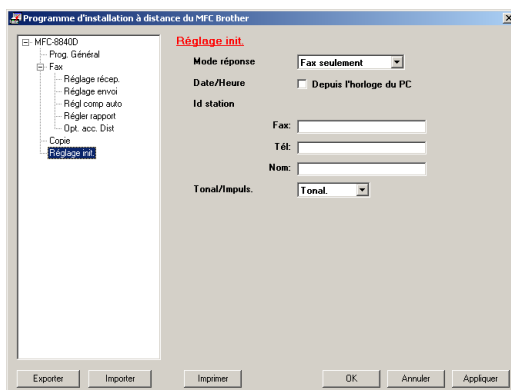 Programme d'installation à distance du MFC Brother
MFC-8840D
Prog. Général
Fax
Réglage récep.
Réglage envoi
Régl comp auto
Régler rapport
Opt. acc. Dist
Copie
Réglage init.
Réglage init.
Mode réponse
Fax seulement
Date/Heure
Depuis l'horloge du PC
Id station
Fax:
Tél:
Nom:
Tonal/Impuls.
Tonal.
Exporter
Importer
Imprimer
OK
Annuler
Appliquer